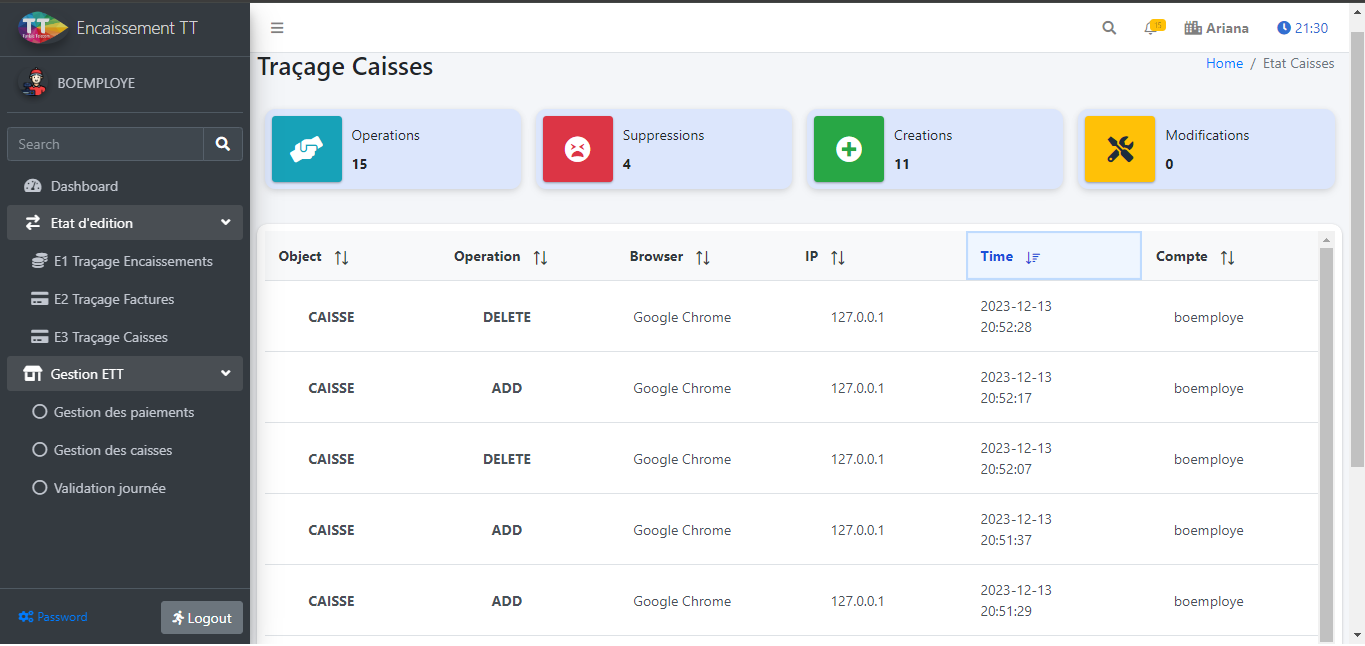 TT
Encaissement TT
BOEMPLOYE
Search
Dashboard
Etat d'edition
E1 Traçage Encaissements
E2 Traçage Factures
E3 Traçage Caisses
Gestion ETT
Gestion des paiements
Gestion des caisses
Validation journée
Password
Logout
15
Ariana
21:30
Traçage Caisses
Home / Etat Caisses
Operations
15
Suppressions
4
Creations
11
Modifications
0
Object Operation Browser IP Time Compte
CAISSE DELETE Google Chrome 127.0.0.1 2023-12-13 20:52:28 boemploye
CAISSE ADD Google Chrome 127.0.0.1 2023-12-13 20:52:17 boemploye
CAISSE DELETE Google Chrome 127.0.0.1 2023-12-13 20:52:07 boemploye
CAISSE ADD Google Chrome 127.0.0.1 2023-12-13 20:51:37 boemploye
CAISSE ADD Google Chrome 127.0.0.1 2023-12-13 20:51:29 boemploye